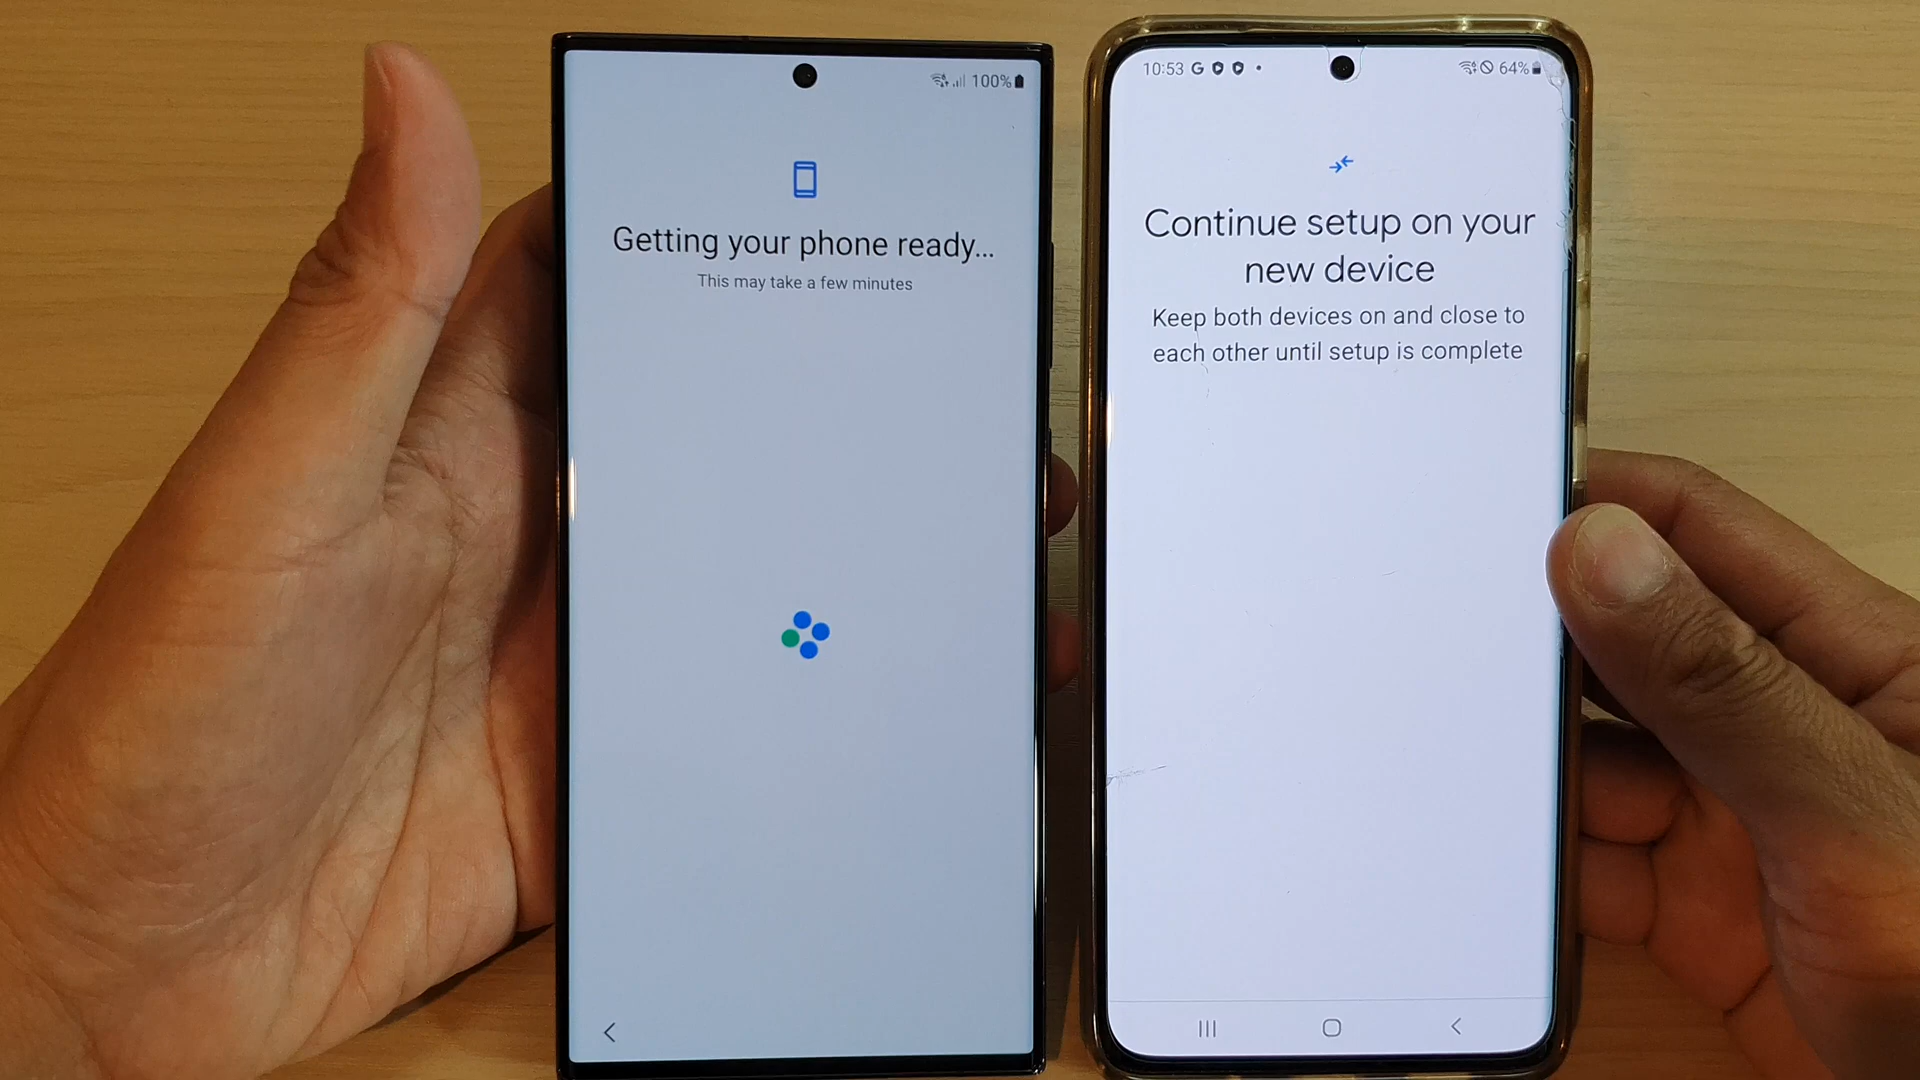 100%
Getting your phone ready...
This may take a few minutes
10:53 G
64%
Continue setup on your
new device
Keep both devices on and close to
each other until setup is complete